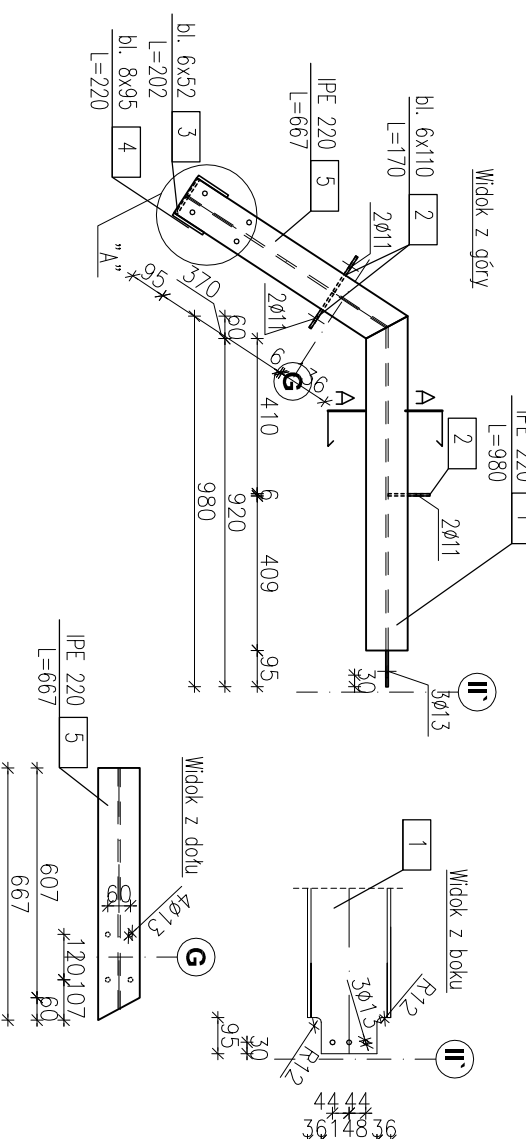 Widok z góry
IPE 220
L=980
1
2
2ø11
bl. 6x110
L=170
2
2ø11
2ø11
IPE 220
L=667
5
bl. 6x52
L=202
3
bl. 8x95
L=220
4
„A”
A
A
G
II'
3ø13
30
95
370
60
6
36
410
6
409
95
920
980
Widok z boku
1
3ø13
R12
R12
II'
30
95
44 44
36 148 36
Widok z dołu
IPE 220
L=667
5
4ø13
G
60
120 107
607
60
667